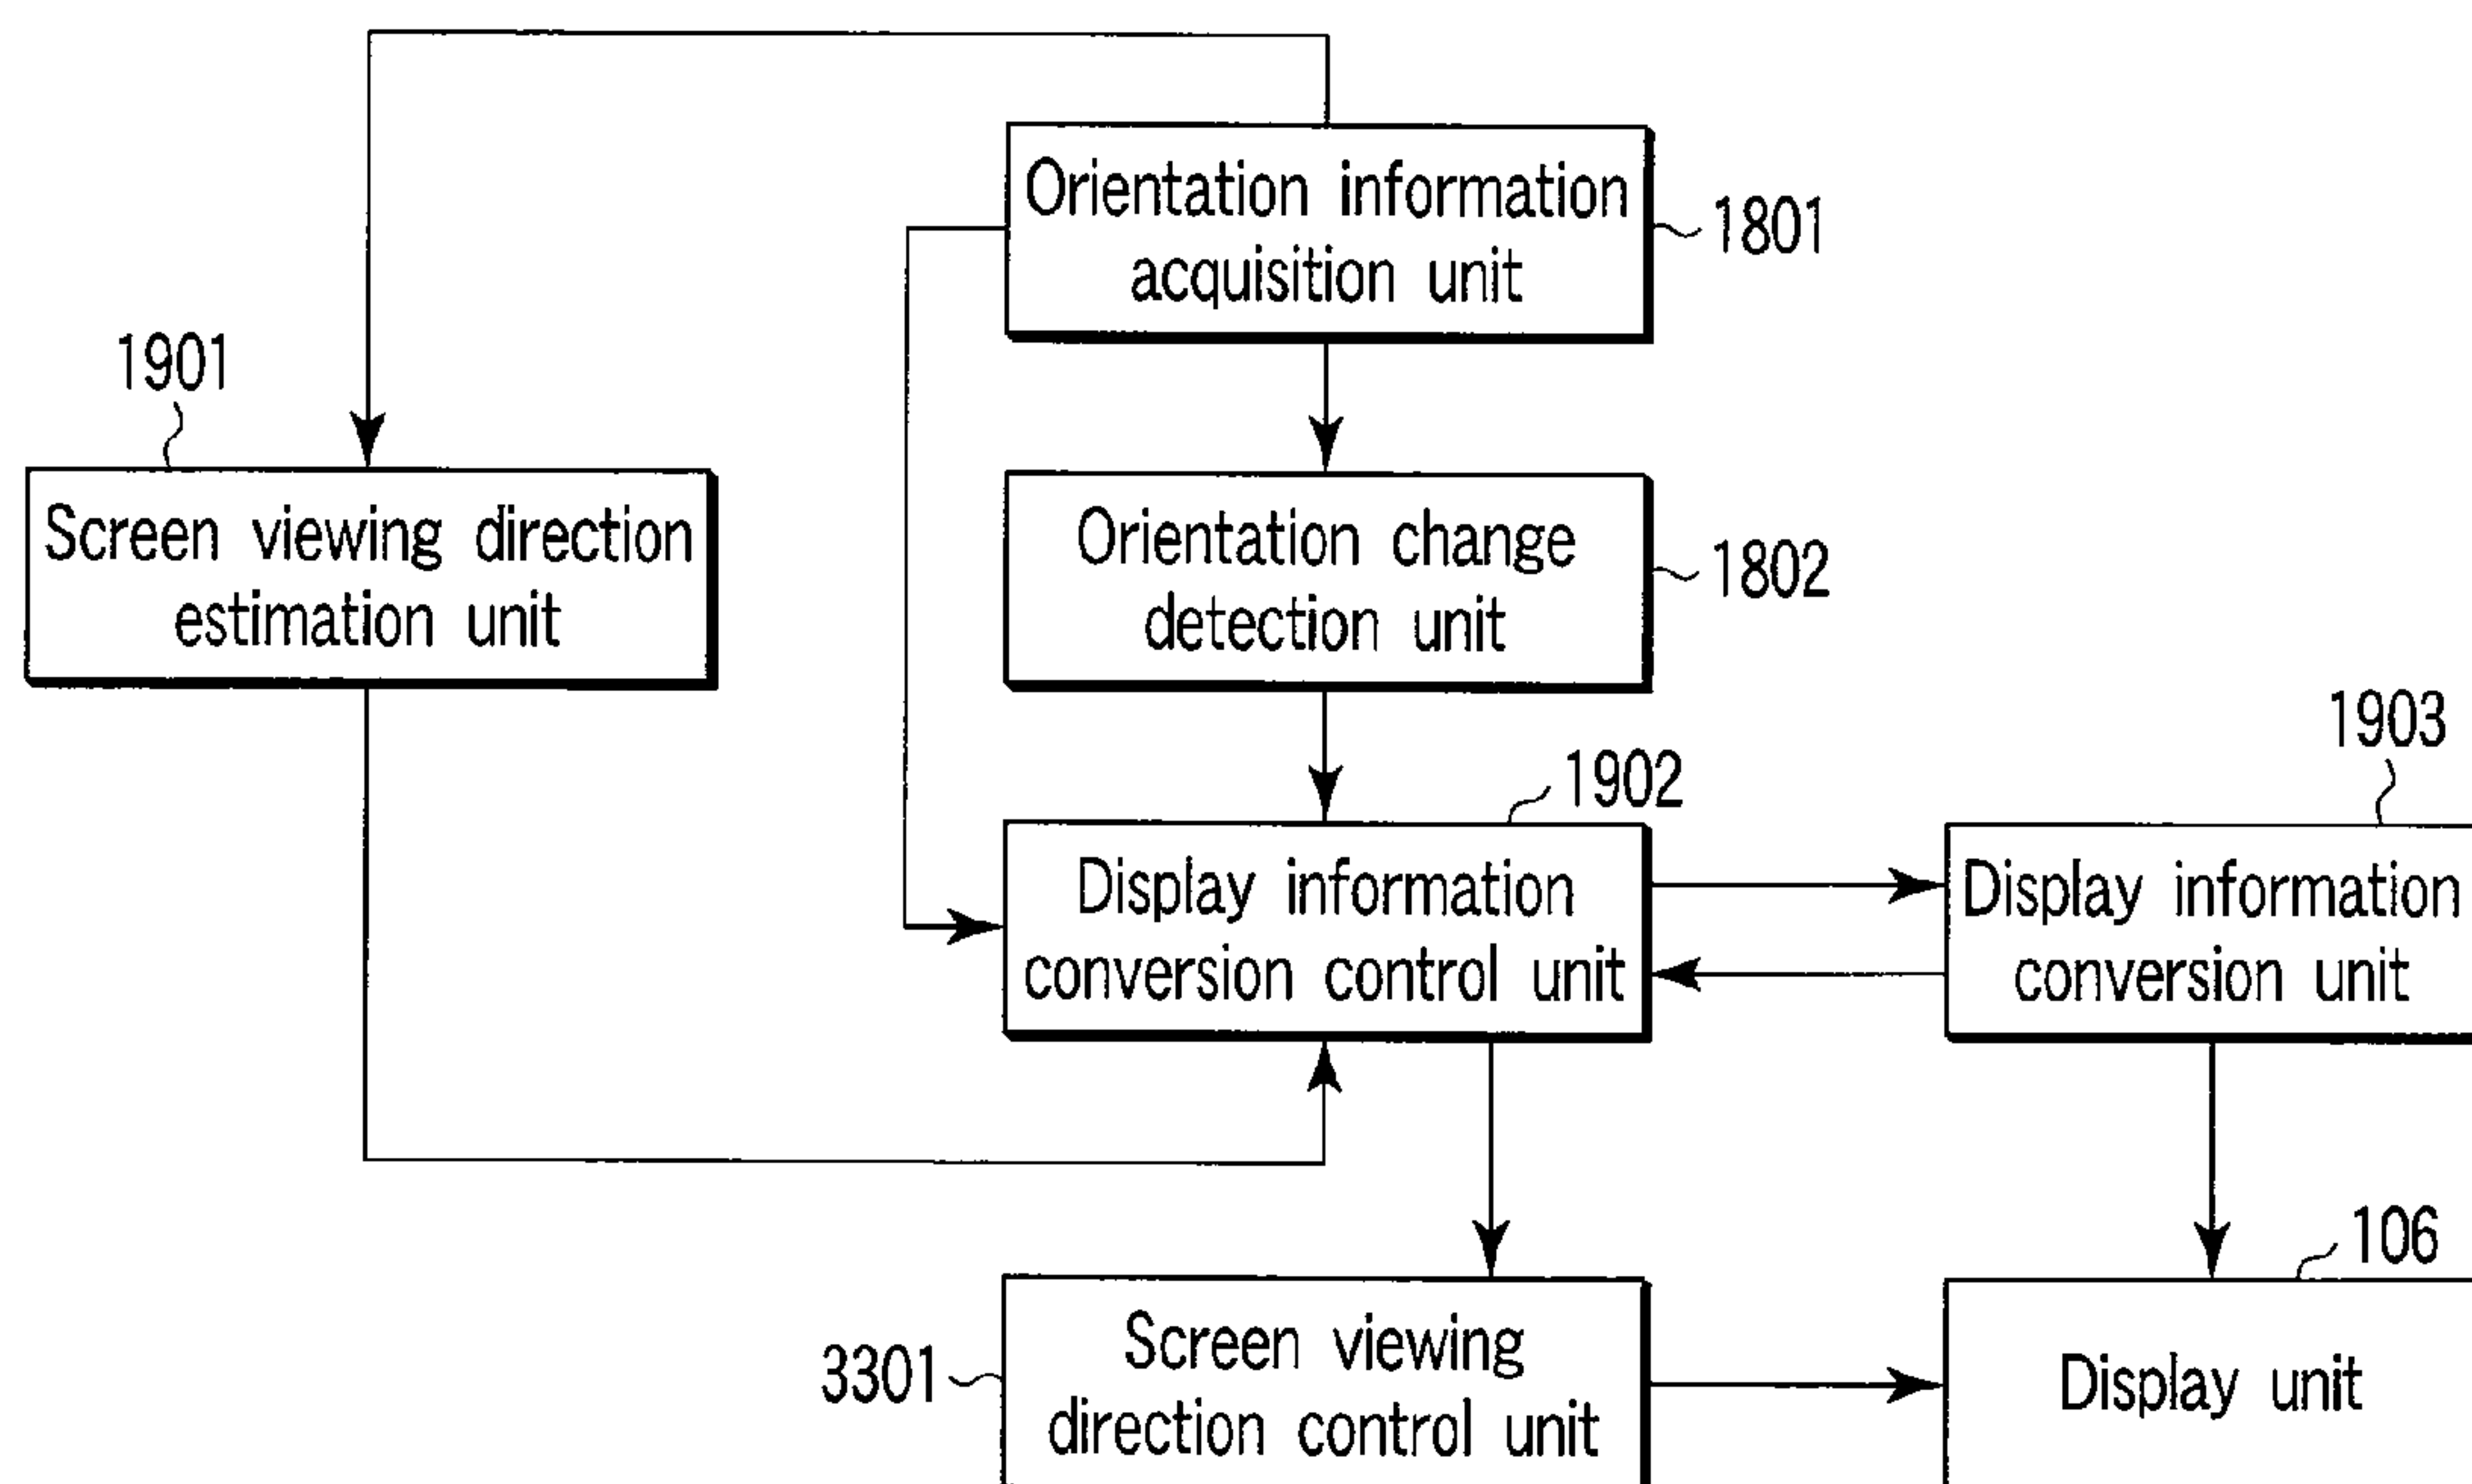 Orientation information
acquisition unit
1801
1901
Screen viewing direction
estimation unit
Orientation change
detection unit
1802
1902
1903
Display information
conversion control unit
Display information
conversion unit
106
3301
Screen viewing
direction control unit
Display unit